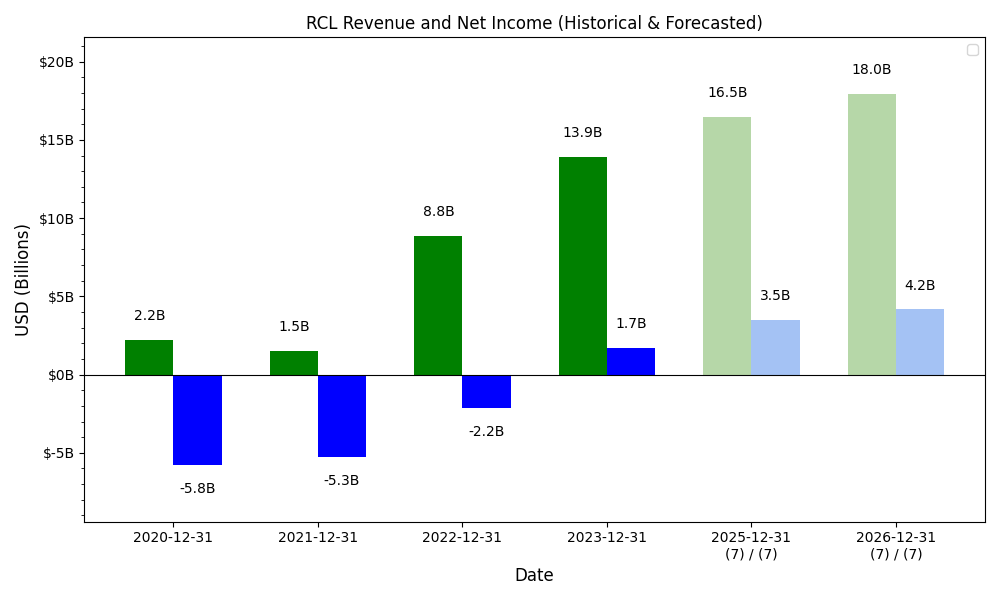 RCL Revenue and Net Income (Historical & Forecasted)
$20B
$15B
$10B
$5B
$0B
$-5B
USD (Billions)
2.2B
-5.8B
1.5B
-5.3B
8.8B
-2.2B
13.9B
1.7B
16.5B
3.5B
18.0B
4.2B
2020-12-31
2021-12-31
2022-12-31
2023-12-31
2025-12-31
(7) / (7)
2026-12-31
(7) / (7)
Date